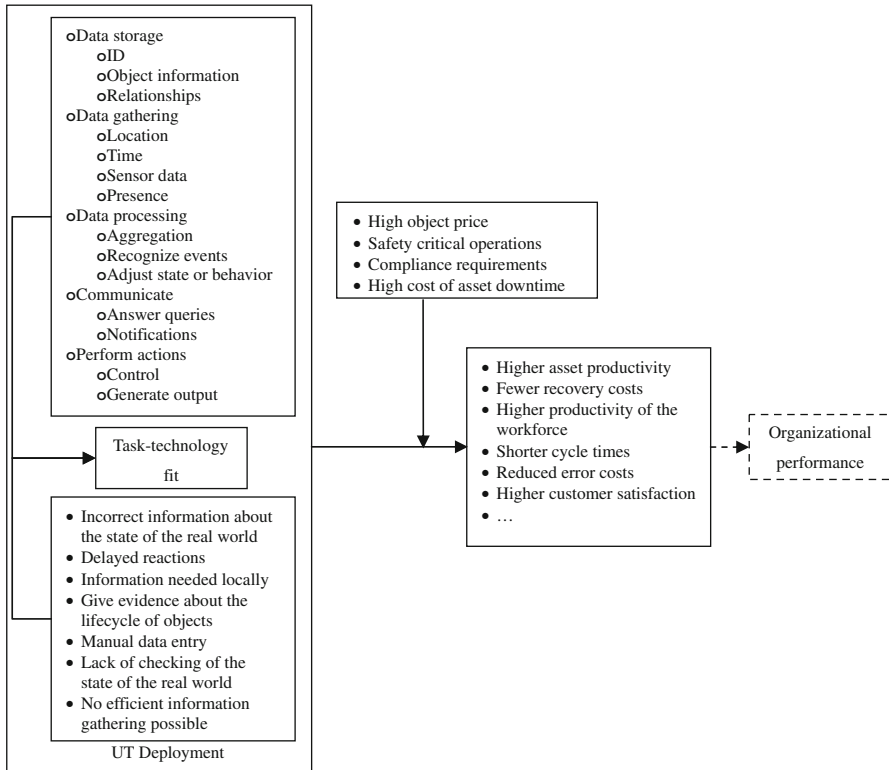 oData storage
oID
oObject information
oRelationships
oData gathering
oLocation
oTime
oSensor data
oPresence
oData processing
oAggregation
oRecognize events
oAdjust state or behavior
oCommunicate
oAnswer queries
oNotifications
oPerform actions
oControl
oGenerate output
Task-technology
fit
• Incorrect information about
the state of the real world
• Delayed reactions
• Information needed locally
• Give evidence about the
lifecycle of objects
• Manual data entry
• Lack of checking of the
state of the real world
• No efficient information
gathering possible
UT Deployment
• High object price
• Safety critical operations
• Compliance requirements
• High cost of asset downtime
• Higher asset productivity
• Fewer recovery costs
• Higher productivity of the
workforce
• Shorter cycle times
• Reduced error costs
• Higher customer satisfaction
• …
Organizational
performance